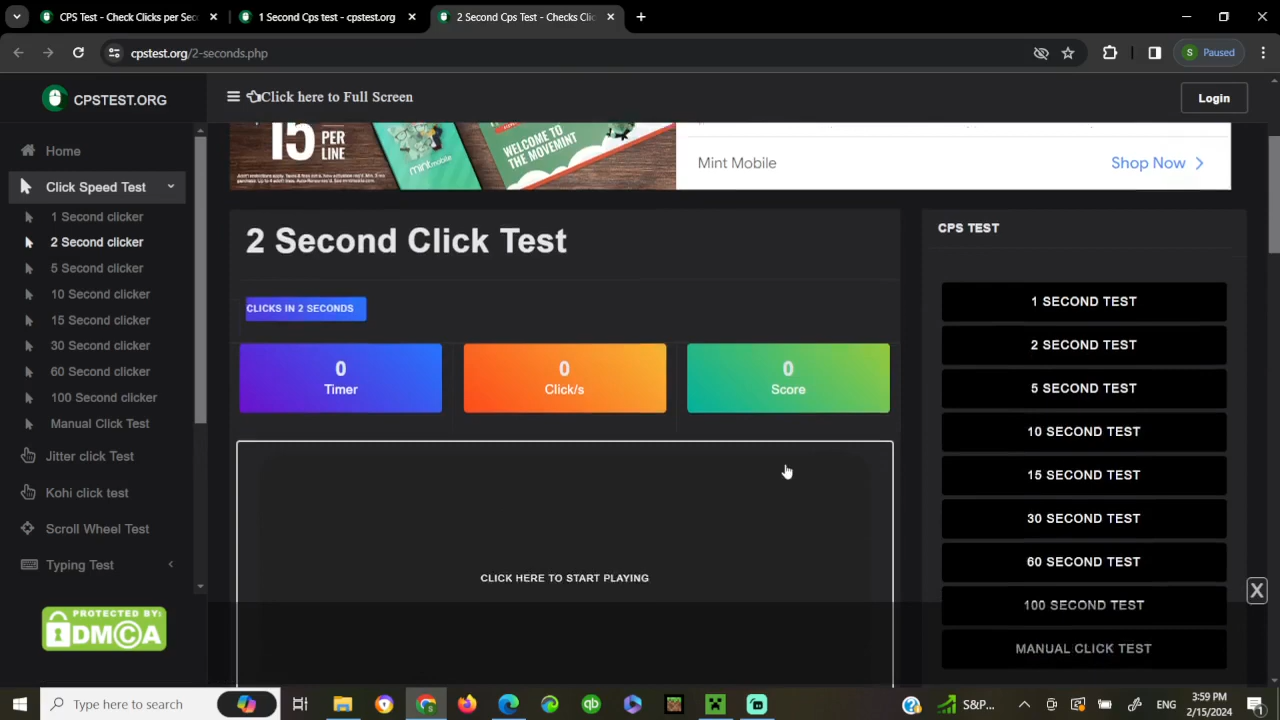 CPS Test - Check Clicks per Sec
1 Second Cps test - cpstest.org
2 Second Cps Test - Checks Clic
cpstest.org/2-seconds.php
S Paused
CPSTEST.ORG
Click here to Full Screen
Login
Home
Click Speed Test
1 Second clicker
2 Second clicker
5 Second clicker
10 Second clicker
15 Second clicker
30 Second clicker
60 Second clicker
100 Second clicker
Manual Click Test
Jitter click Test
Kohi click test
Scroll Wheel Test
Typing Test
PROTECTED BY:
DMCA
15 PER
LINE
mint mobile
WELCOME TO
THE MOVEMINT
Mint Mobile
Shop Now
2 Second Click Test
CLICKS IN 2 SECONDS
0
Timer
0
Click/s
0
Score
CLICK HERE TO START PLAYING
CPS TEST
1 SECOND TEST
2 SECOND TEST
5 SECOND TEST
10 SECOND TEST
15 SECOND TEST
30 SECOND TEST
60 SECOND TEST
100 SECOND TEST
MANUAL CLICK TEST
X
Type here to search
qb
S&P...
ENG
3:59 PM
2/15/2024
1